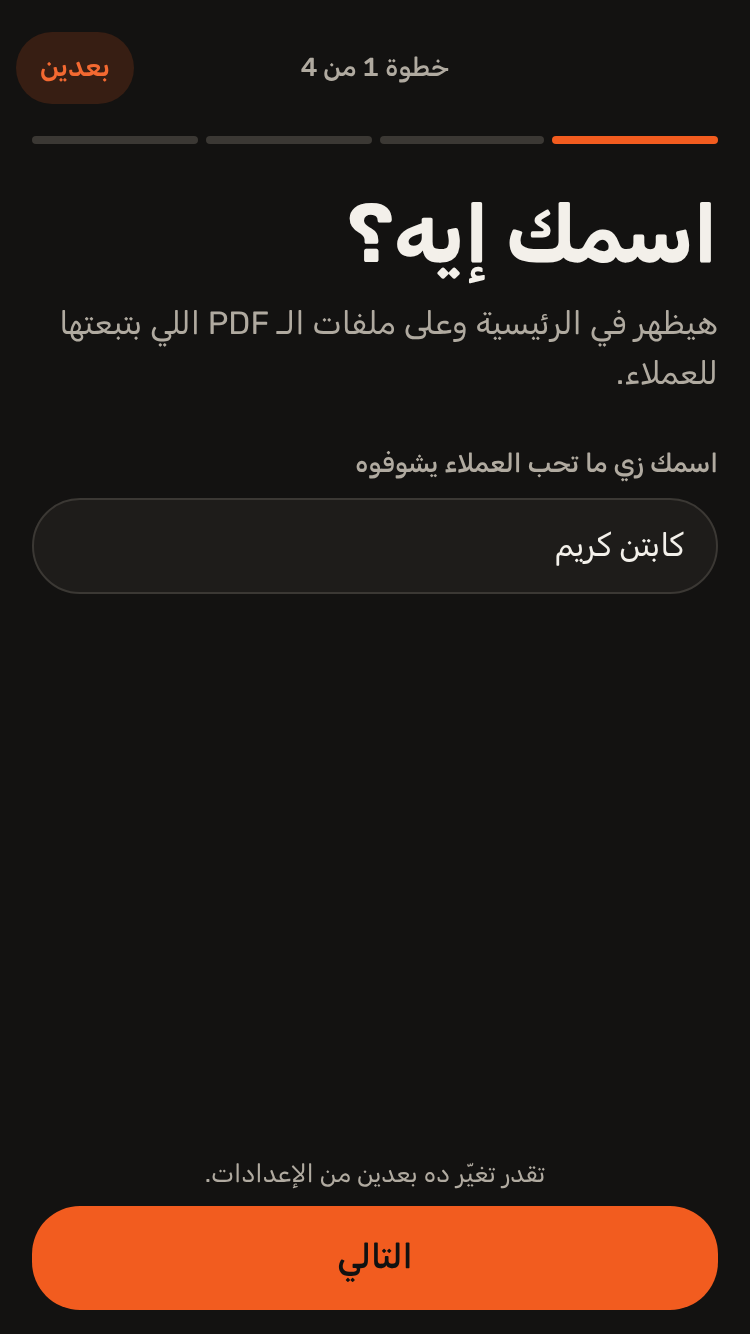 خطوة 1 من 4
بعدين
اسمك إيه؟
هيظهر في الرئيسية وعلى ملفات الـ PDF اللي بتبعتها
للعملاء.
اسمك زي ما تحب العملاء يشوفوه
كابتن كريم
تقدر تغيّر ده بعدين من الإعدادات.
التالي